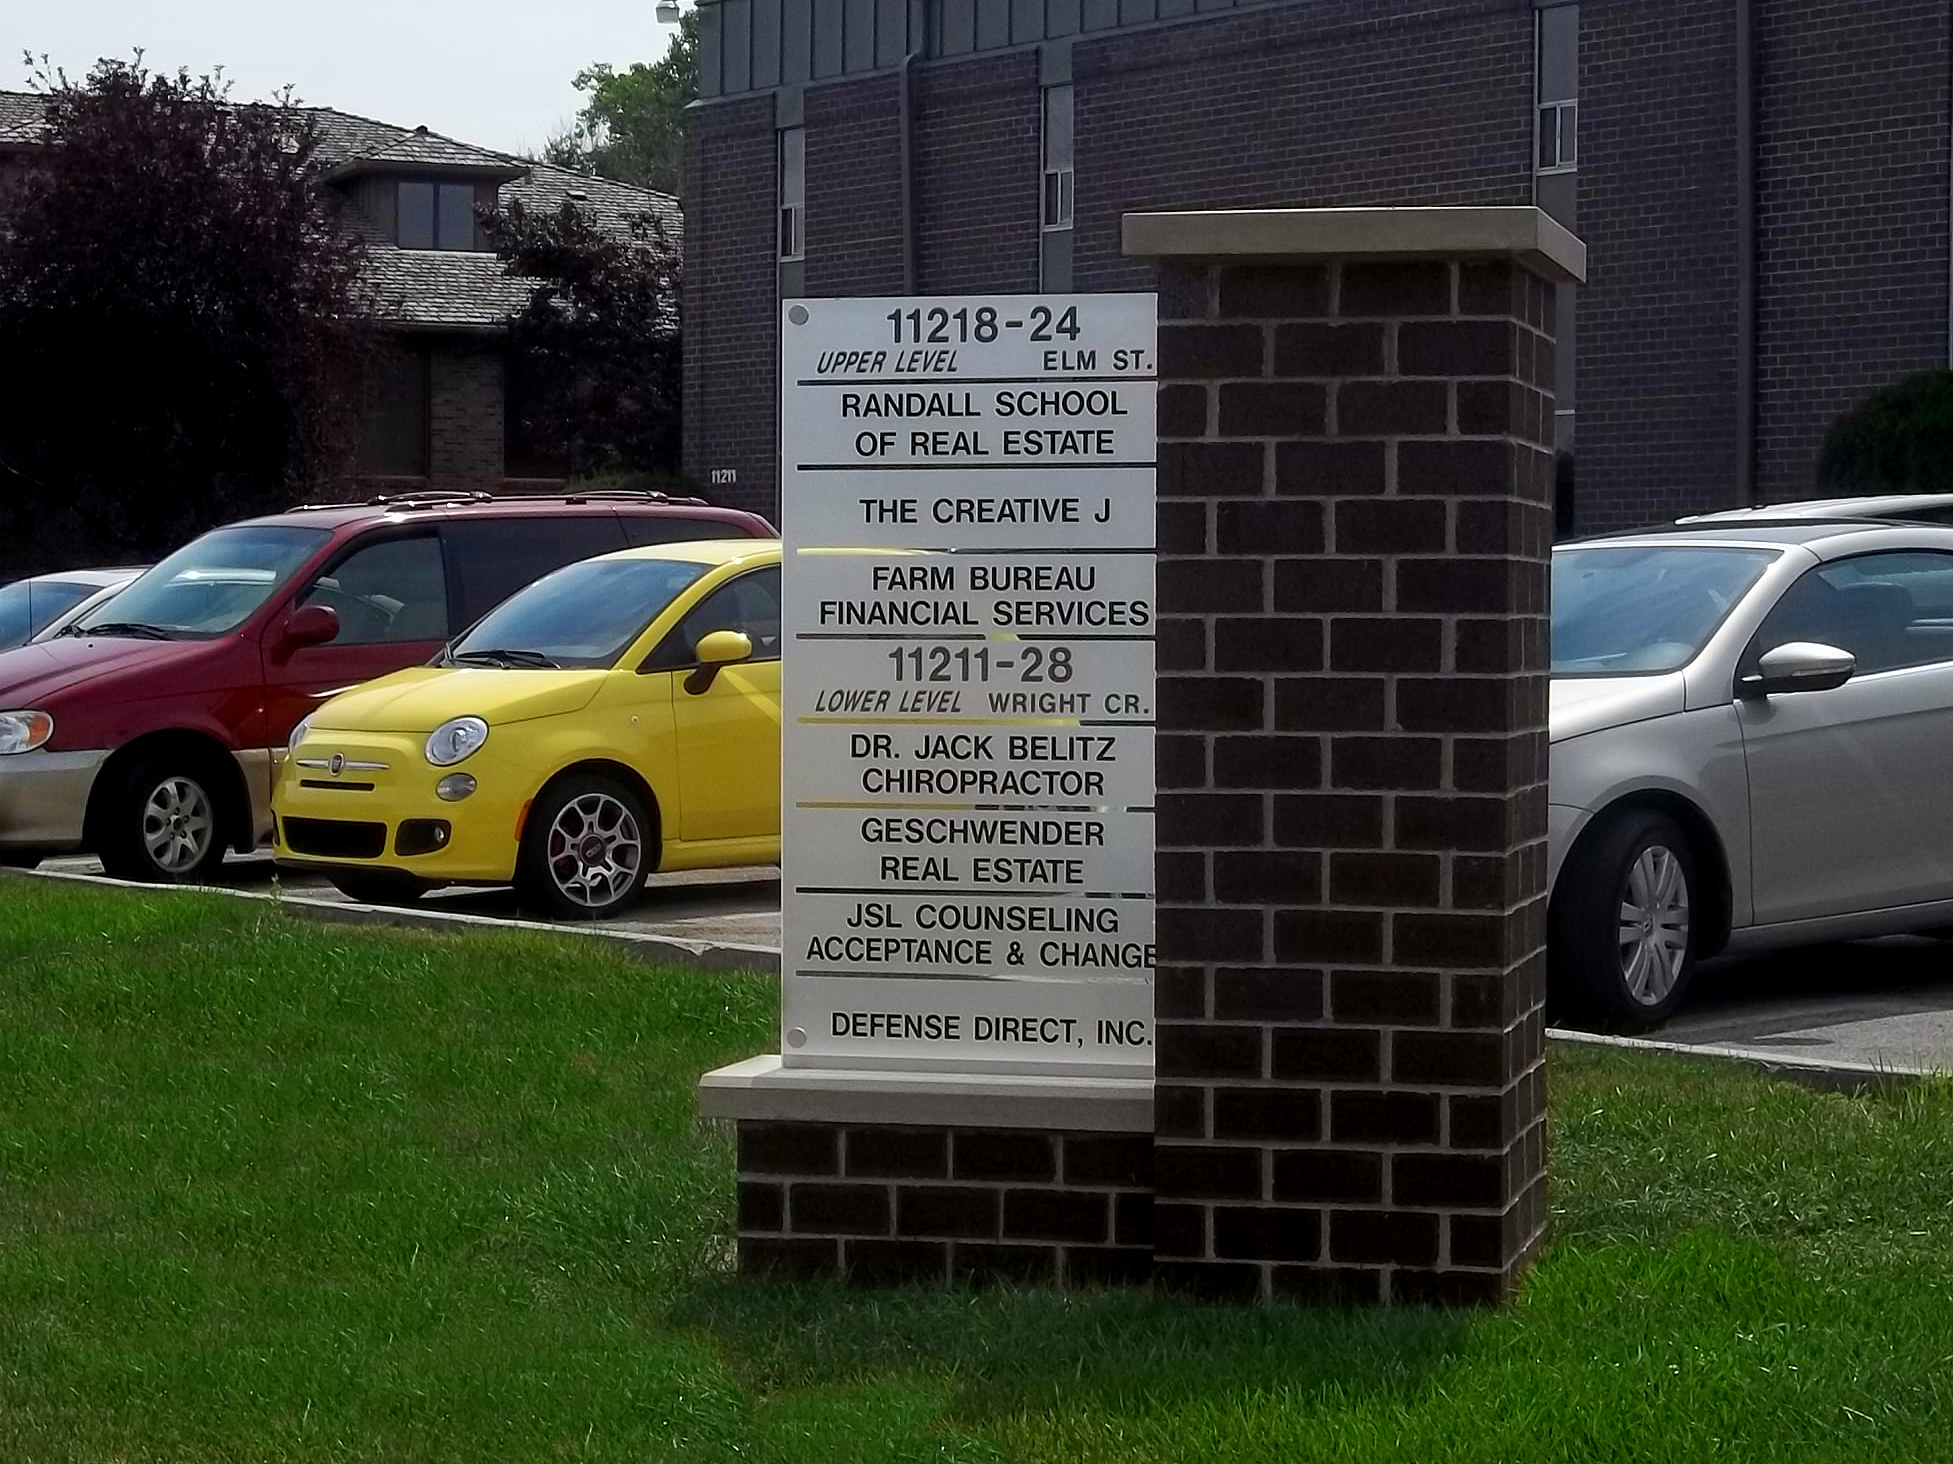 11218-24
UPPER LEVEL ELM ST.
RANDALL SCHOOL
OF REAL ESTATE
THE CREATIVE J
FARM BUREAU
FINANCIAL SERVICES
11211-28
LOWER LEVEL WRIGHT CR.
DR. JACK BELITZ
CHIROPRACTOR
GESCHWENDER
REAL ESTATE
JSL COUNSELING
ACCEPTANCE & CHANGE
DEFENSE DIRECT, INC.
11211